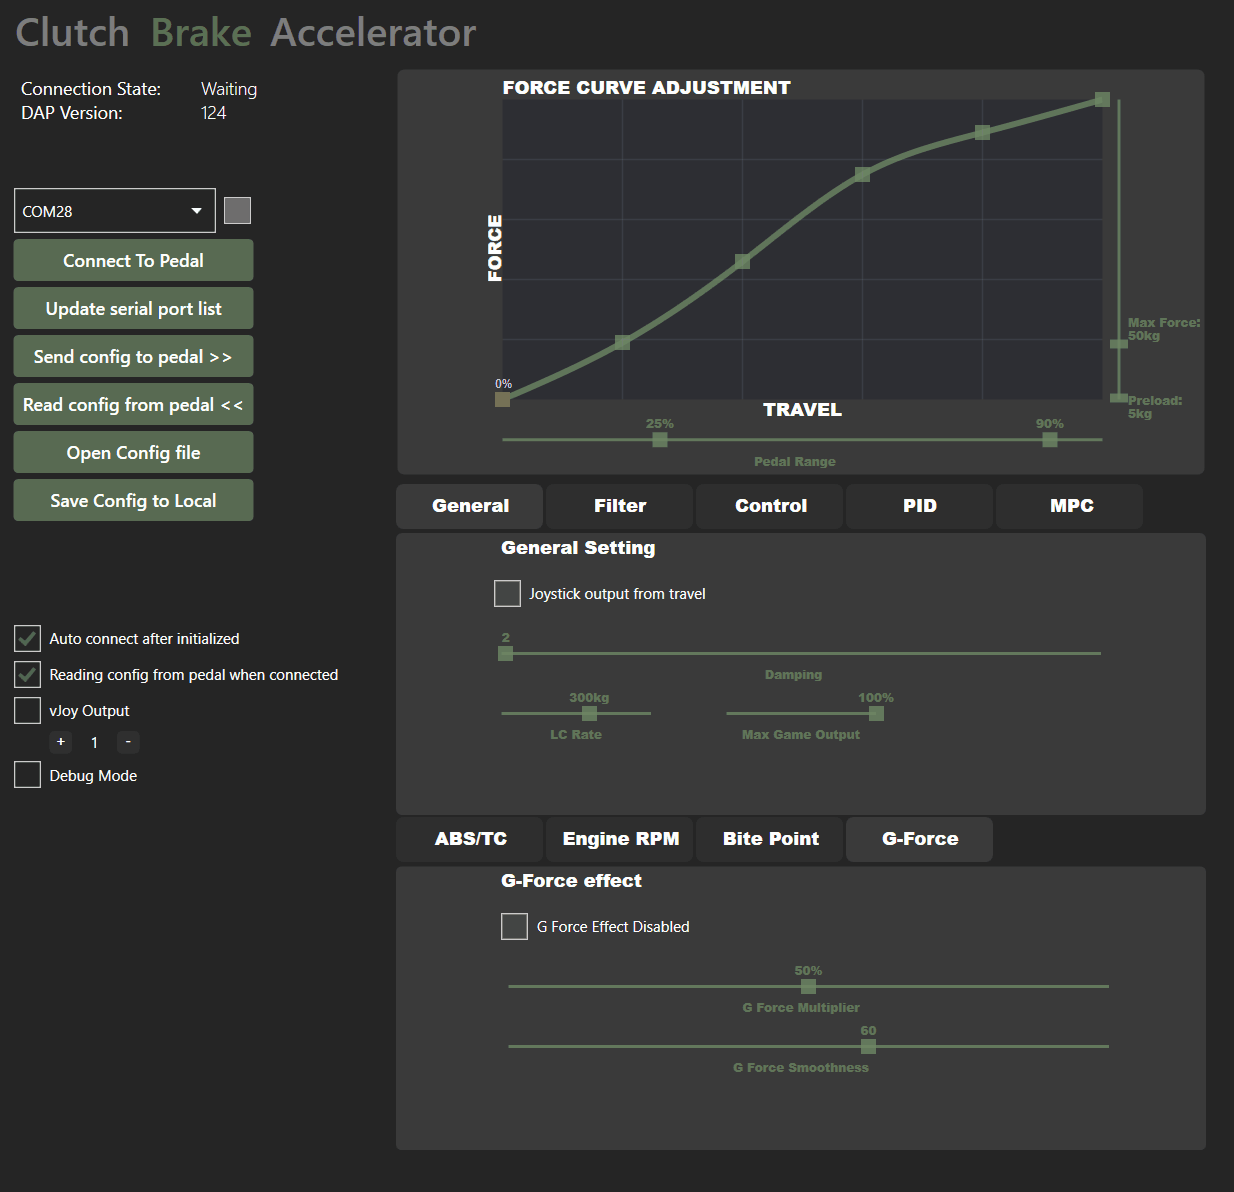 Clutch Brake Accelerator
Connection State: Waiting
DAP Version: 124
COM28
Connect To Pedal
Update serial port list
Send config to pedal >>
Read config from pedal <<
Open Config file
Save Config to Local
Auto connect after initialized
Reading config from pedal when connected
vJoy Output
+ 1 -
Debug Mode
FORCE CURVE ADJUSTMENT
FORCE
Max Force:
50kg
0%
Preload:
5kg
TRAVEL
25% 90%
Pedal Range
General Filter Control PID MPC
General Setting
Joystick output from travel
2
Damping
300kg 100%
LC Rate Max Game Output
ABS/TC Engine RPM Bite Point G-Force
G-Force effect
G Force Effect Disabled
50%
G Force Multiplier
60
G Force Smoothness